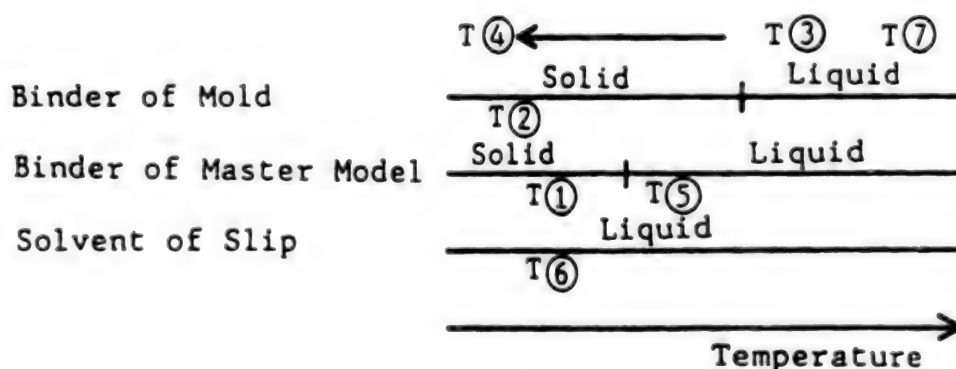 T④ T③ T⑦
Solid Liquid
Binder of Mold
T②
Solid Liquid
Binder of Master Model
T① T⑤
Liquid
Solvent of Slip
T⑥
Temperature